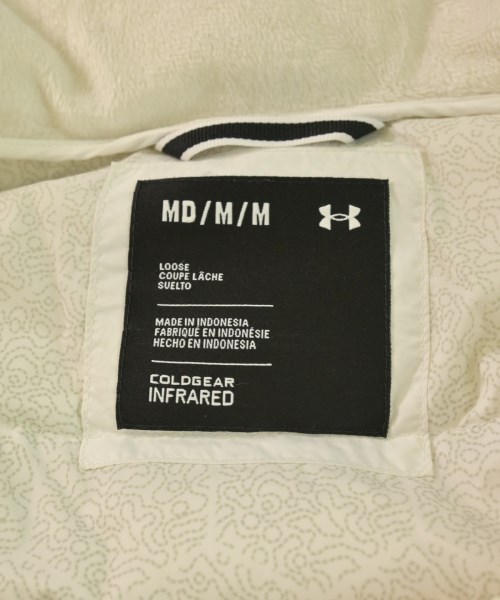 MD/M/M
LOOSE
COUPE LÂCHE
SUELTO
MADE IN INDONESIA
FABRIQUÉ EN INDONÉSIE
HECHO EN INDONESIA
COLDGEAR
INFRARED